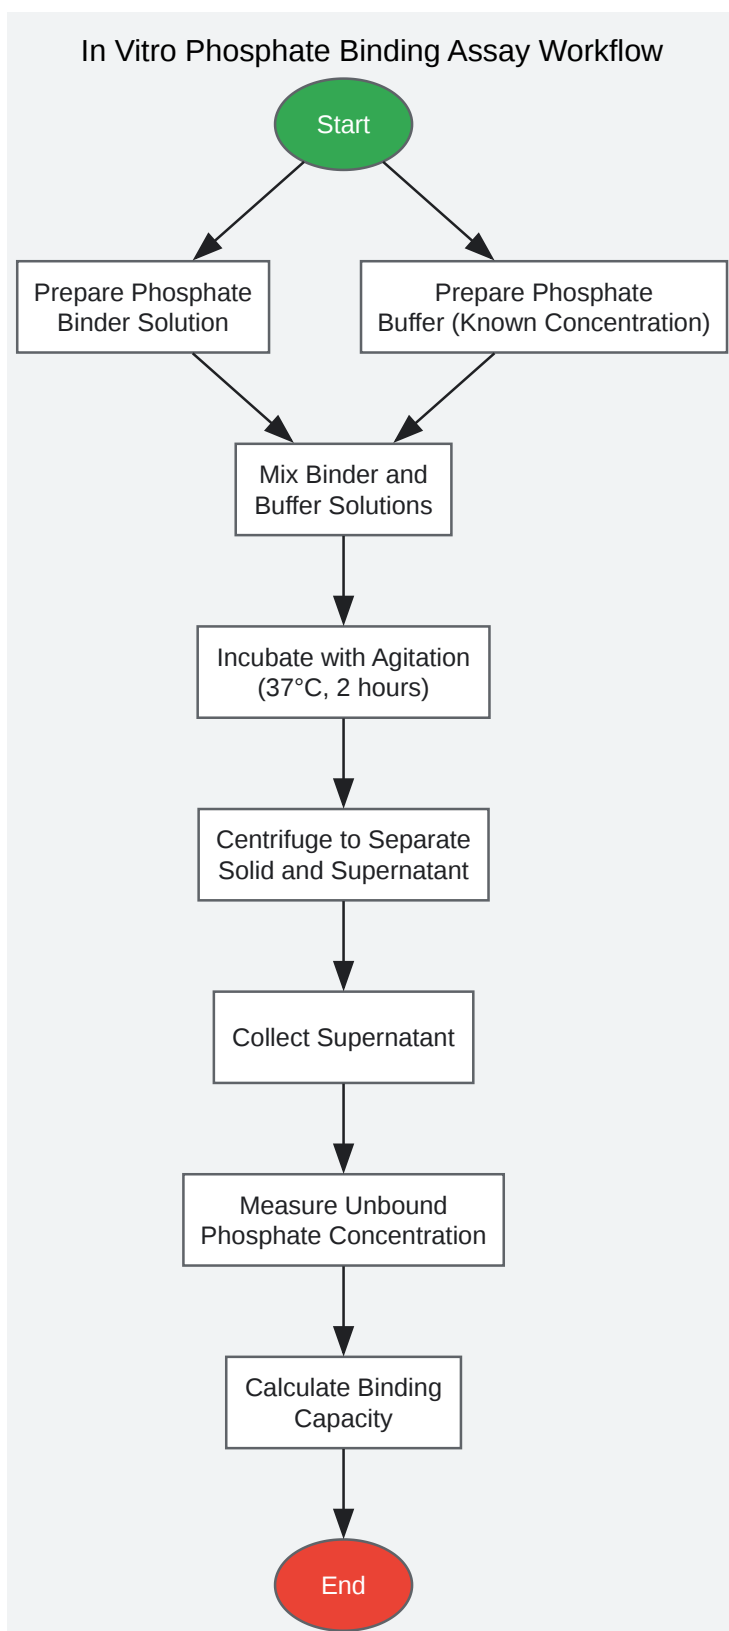 In Vitro Phosphate Binding Assay Workflow
Start
Prepare Phosphate
Binder Solution
Prepare Phosphate
Buffer (Known Concentration)
Mix Binder and
Buffer Solutions
Incubate with Agitation
(37°C, 2 hours)
Centrifuge to Separate
Solid and Supernatant
Collect Supernatant
Measure Unbound
Phosphate Concentration
Calculate Binding
Capacity
End